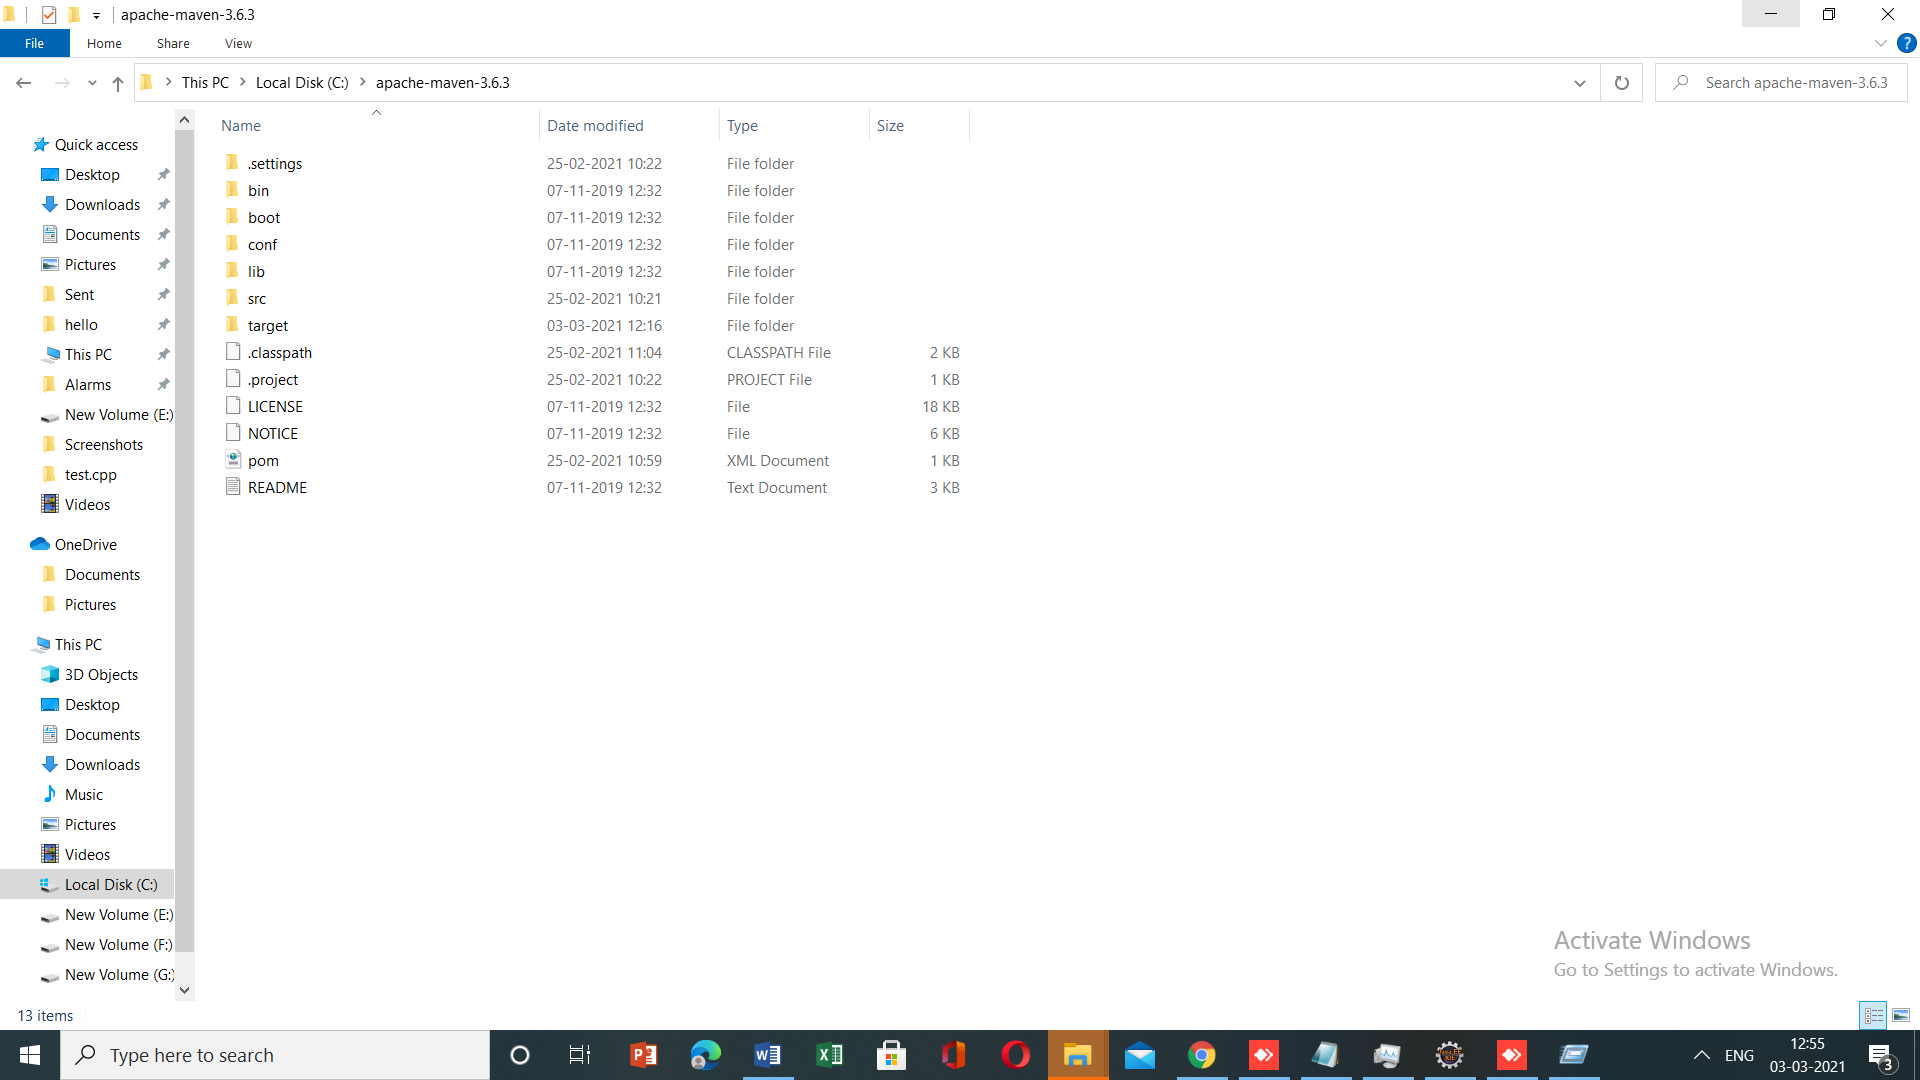 apache-maven-3.6.3
File Home Share View
This PC Local Disk (C:) apache-maven-3.6.3
Search apache-maven-3.6.3
Name Date modified Type Size
.settings 25-02-2021 10:22 File folder
bin 07-11-2019 12:32 File folder
boot 07-11-2019 12:32 File folder
conf 07-11-2019 12:32 File folder
lib 07-11-2019 12:32 File folder
src 25-02-2021 10:21 File folder
target 03-03-2021 12:16 File folder
.classpath 25-02-2021 11:04 CLASSPATH File 2 KB
.project 25-02-2021 10:22 PROJECT File 1 KB
LICENSE 07-11-2019 12:32 File 18 KB
NOTICE 07-11-2019 12:32 File 6 KB
pom 25-02-2021 10:59 XML Document 1 KB
README 07-11-2019 12:32 Text Document 3 KB
Quick access
Desktop
Downloads
Documents
Pictures
Sent
hello
This PC
Alarms
New Volume (E:)
Screenshots
test.cpp
Videos
OneDrive
Documents
Pictures
This PC
3D Objects
Desktop
Documents
Downloads
Music
Pictures
Videos
Local Disk (C:)
New Volume (E:)
New Volume (F:)
New Volume (G:)
Activate Windows
Go to Settings to activate Windows.
13 items
Type here to search
ENG
12:55
03-03-2021
3